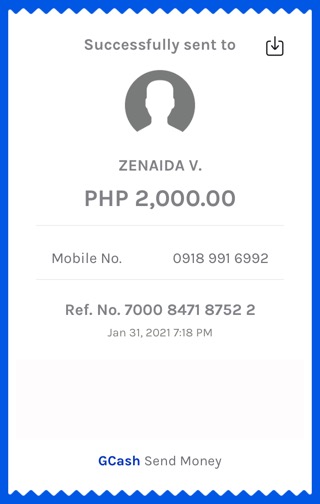 Successfully sent to
ZENAIDA V.
PHP 2,000.00
Mobile No. 0918 991 6992
Ref. No. 7000 8471 8752 2
Jan 31, 2021 7:18 PM
GCash Send Money